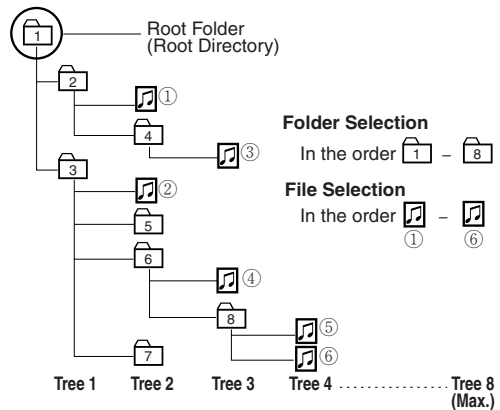 1
Root Folder
(Root Directory)
2
①
4
③
3
②
5
6
④
8
⑤
⑥
7
Folder Selection
In the order 1 – 8
File Selection
In the order – 
① ⑥
Tree 1 Tree 2 Tree 3 Tree 4 .............. Tree 8
(Max.)